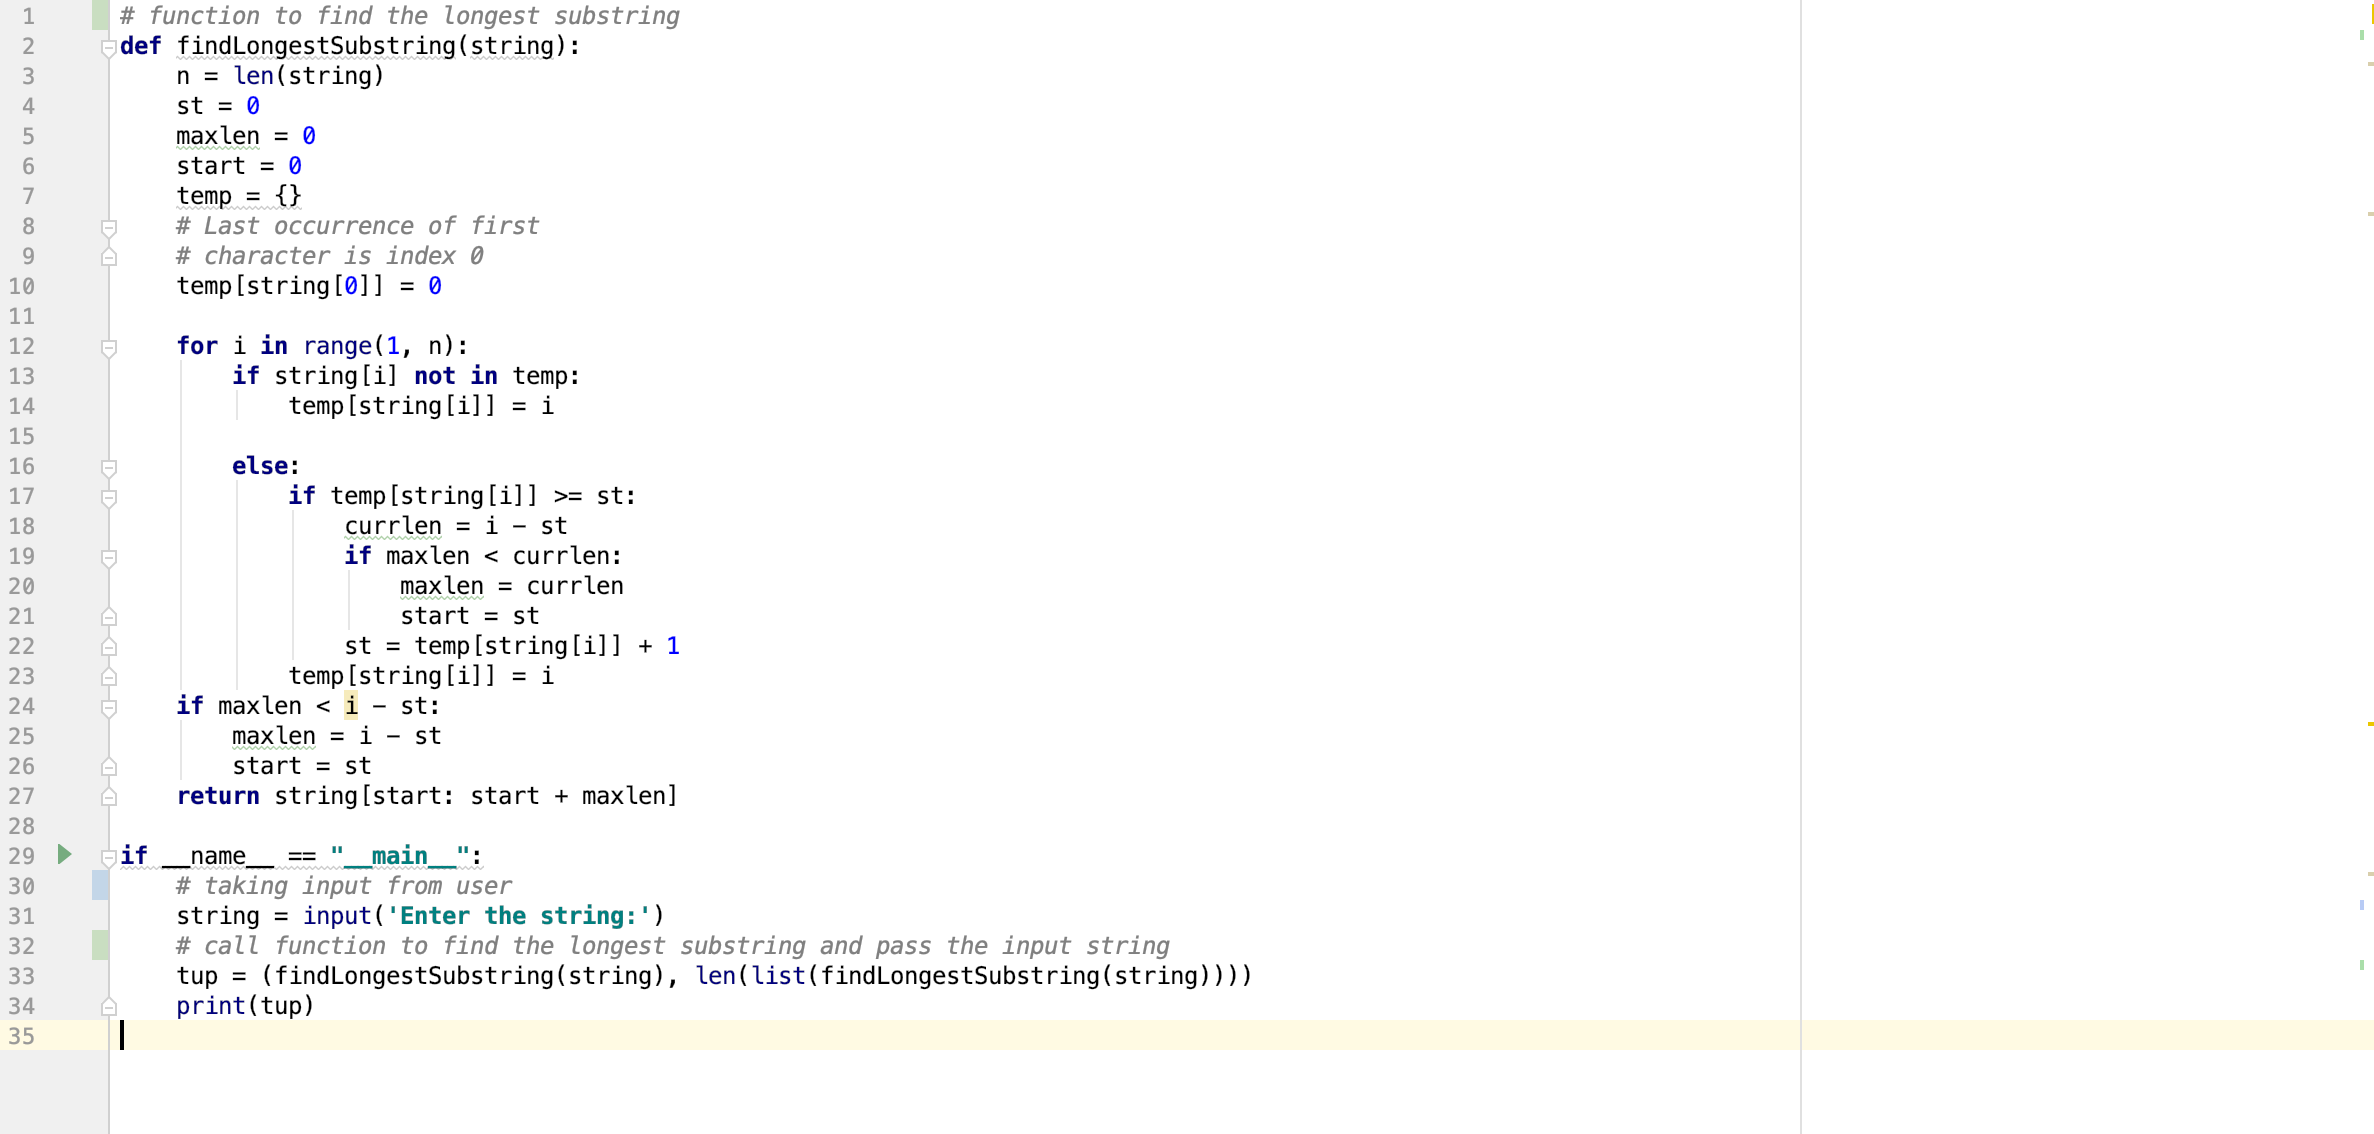 1 # function to find the longest substring
2 def findLongestSubstring(string):
3     n = len(string)
4     st = 0
5     maxlen = 0
6     start = 0
7     temp = {}
8     # Last occurrence of first
9     # character is index 0
10     temp[string[0]] = 0
11
12     for i in range(1, n):
13         if string[i] not in temp:
14             temp[string[i]] = i
15
16         else:
17             if temp[string[i]] >= st:
18                 currlen = i - st
19                 if maxlen < currlen:
20                     maxlen = currlen
21                     start = st
22                 st = temp[string[i]] + 1
23             temp[string[i]] = i
24     if maxlen < i - st:
25         maxlen = i - st
26         start = st
27     return string[start: start + maxlen]
28
29 if __name__ == "__main__":
30     # taking input from user
31     string = input('Enter the string:')
32     # call function to find the longest substring and pass the input string
33     tup = (findLongestSubstring(string), len(list(findLongestSubstring(string))))
34     print(tup)
35